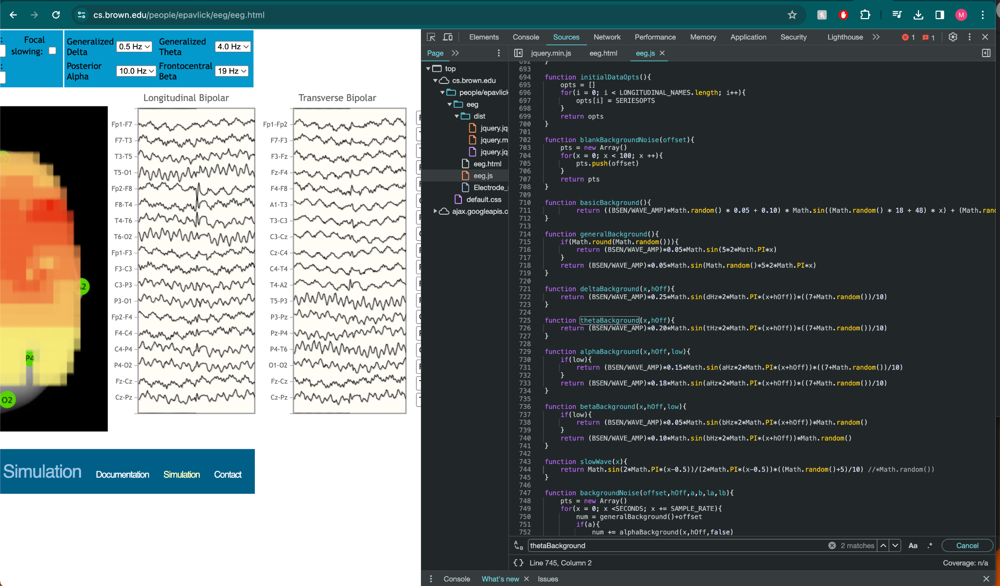 cs.brown.edu/people/epavlick/eeg/eeg.html
M
Focal slowing:
Generalized Delta 0.5 Hz Generalized Theta 4.0 Hz
Posterior Alpha 10.0 Hz Frontocentral Beta 19 Hz
Longitudinal Bipolar
Fp1-F7
F7-T3
T3-T5
T5-O1
Fp2-F8
F8-T4
T4-T6
T6-O2
Fp1-F3
F3-C3
C3-P3
P3-O1
Fp2-F4
F4-C4
C4-P4
P4-O2
Fz-Cz
Cz-Pz
Transverse Bipolar
Fp1-Fp2
F7-F3
F3-Fz
Fz-F4
F4-F8
A1-T3
T3-C3
C3-Cz
Cz-C4
C4-T4
T4-A2
T5-P3
P3-Pz
Pz-P4
P4-T6
O1-O2
Fz-Cz
Cz-Pz
p2
A2
P4
O2
Simulation Documentation Simulation Contact
Elements Console Sources Network Performance Memory Application Security Lighthouse 1 1
Page
jquery.min.js eeg.html eeg.js
top
cs.brown.edu
people/epavlick
eeg
dist
jquery.jq
jquery.m
jquery.jq
eeg.html
eeg.js
Electrode_
default.css
ajax.googleapis.c
692 }
693
694 function initialDataOpts(){
695 opts = []
696 for(i = 0; i < LONGITUDINAL_NAMES.length; i++){
697 opts[i] = SERIESOPTS
698 }
699 return opts
700 }
701
702 function blankBackgroundNoise(offset){
703 pts = new Array()
704 for(x = 0; x < 100; x ++){
705 pts.push(offset)
706 }
707 return pts
708 }
709
710 function basicBackground(){
711 return ((BSEN/WAVE_AMP)*Math.random() * 0.05 + 0.10) * Math.sin((Math.random() * 18 + 48) * x) + (Math.ran
712 }
713
714 function generalBackground(){
715 if(Math.round(Math.random())){
716 return (BSEN/WAVE_AMP)*0.05*Math.sin(5*2*Math.PI*x)
717 }
718 return (BSEN/WAVE_AMP)*0.05*Math.sin(Math.random()*5*2*Math.PI*x)
719 }
720
721 function deltaBackground(x,hOff){
722 return (BSEN/WAVE_AMP)*0.25*Math.sin(dHz*2*Math.PI*(x+hOff))*((7+Math.random())/10)
723 }
724
725 function thetaBackground(x,hOff){
726 return (BSEN/WAVE_AMP)*0.20*Math.sin(tHz*2*Math.PI*(x+hOff))*((7+Math.random())/10)
727 }
728
729 function alphaBackground(x,hOff,low){
730 if(low){
731 return (BSEN/WAVE_AMP)*0.15*Math.sin(aHz*2*Math.PI*(x+hOff))*((7+Math.random())/10)
732 }
733 return (BSEN/WAVE_AMP)*0.18*Math.sin(aHz*2*Math.PI*(x+hOff))*((7+Math.random())/10)
734 }
735
736 function betaBackground(x,hOff,low){
737 if(low){
738 return (BSEN/WAVE_AMP)*0.05*Math.sin(bHz*2*Math.PI*(x+hOff))*Math.random()
739 }
740 return (BSEN/WAVE_AMP)*0.10*Math.sin(bHz*2*Math.PI*(x+hOff))*Math.random()
741 }
742
743 function slowWave(x){
744 return Math.sin(2*Math.PI*(x-0.5))/(2*Math.PI*(x-0.5))*((Math.random()+5)/10) //*Math.random())
745 }
746
747 function backgroundNoise(offset,hOff,a,b,la,lb){
748 pts = new Array()
749 for(x = 0; x <SECONDS; x += SAMPLE_RATE){
750 num = generalBackground()+offset
751 if(a){
752 num += alphaBackground(x,hOff,false)
thetaBackground 2 matches Aa .* Cancel
{} Line 745, Column 2 Coverage: n/a
Console What's new Issues